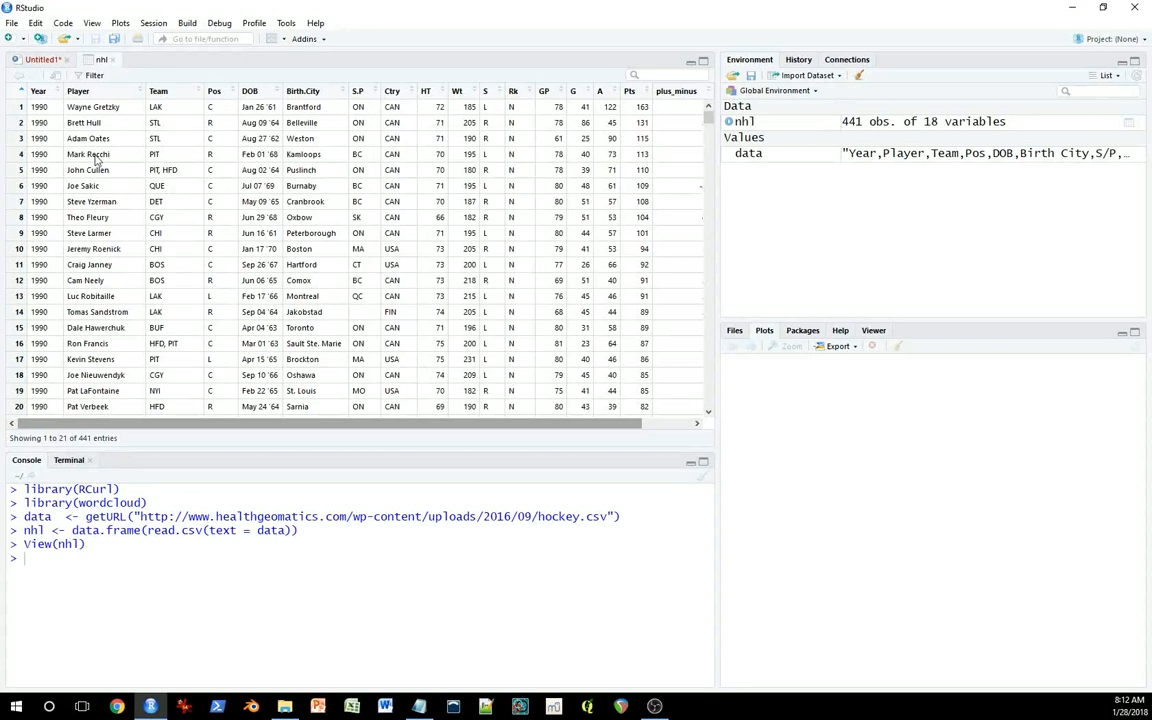 RStudio
File Edit Code View Plots Session Build Debug Profile Tools Help
Go to file/function Addins Project: (None)
Untitled1* nhl
Filter
Year Player Team Pos DOB Birth.City S.P Ctry HT Wt S Rk GP G A Pts plus_minus
1 1990 Wayne Gretzky LAK C Jan 26 '61 Brantford ON CAN 72 185 L N 78 41 122 163
2 1990 Brett Hull STL R Aug 09 '64 Belleville ON CAN 71 205 R N 78 86 45 131
3 1990 Adam Oates STL C Aug 27 '62 Weston ON CAN 71 190 R N 61 25 90 115
4 1990 Mark Recchi PIT R Feb 01 '68 Kamloops BC CAN 70 195 L N 78 40 73 113
5 1990 John Cullen PIT, HFD C Aug 02 '64 Puslinch ON CAN 70 180 R N 78 39 71 110
6 1990 Joe Sakic QUE C Jul 07 '69 Burnaby BC CAN 71 195 L N 80 48 61 109 -
7 1990 Steve Yzerman DET C May 09 '65 Cranbrook BC CAN 70 187 R N 80 51 57 108
8 1990 Theo Fleury CGY R Jun 29 '68 Oxbow SK CAN 66 182 R N 79 51 53 104
9 1990 Steve Larmer CHI R Jun 16 '61 Peterborough ON CAN 71 195 L N 80 44 57 101
10 1990 Jeremy Roenick CHI C Jan 17 '70 Boston MA USA 73 205 R N 79 41 53 94
11 1990 Craig Janney BOS C Sep 26 '67 Hartford CT USA 73 200 L N 77 26 66 92
12 1990 Cam Neely BOS R Jun 06 '65 Comox BC CAN 73 218 R N 69 51 40 91
13 1990 Luc Robitaille LAK L Feb 17 '66 Montreal QC CAN 73 215 L N 76 45 46 91
14 1990 Tomas Sandstrom LAK R Sep 04 '64 Jakobstad FIN 74 205 L N 68 45 44 89
15 1990 Dale Hawerchuk BUF C Apr 04 '63 Toronto ON CAN 71 196 L N 80 31 58 89
16 1990 Ron Francis HFD, PIT C Mar 01 '63 Sault Ste. Marie ON CAN 75 200 L N 81 23 64 87
17 1990 Kevin Stevens PIT L Apr 15 '65 Brockton MA USA 75 231 L N 80 40 46 86
18 1990 Joe Nieuwendyk CGY C Sep 10 '66 Oshawa ON CAN 74 209 L N 79 45 40 85
19 1990 Pat LaFontaine NYI C Feb 22 '65 St. Louis MO USA 70 182 R N 75 41 44 85
20 1990 Pat Verbeek HFD R May 24 '64 Sarnia ON CAN 69 190 R N 80 43 39 82
Showing 1 to 21 of 441 entries
Console Terminal
~/
> library(RCurl)
> library(wordcloud)
> data <- getURL("http://www.healthgeomatics.com/wp-content/uploads/2016/09/hockey.csv")
> nhl <- data.frame(read.csv(text = data))
> View(nhl)
>
Environment History Connections
Import Dataset List
Global Environment
Data
nhl 441 obs. of 18 variables
Values
data "Year,Player,Team,Pos,DOB,Birth City,S/P,…
Files Plots Packages Help Viewer
Zoom Export
8:12 AM
1/28/2018